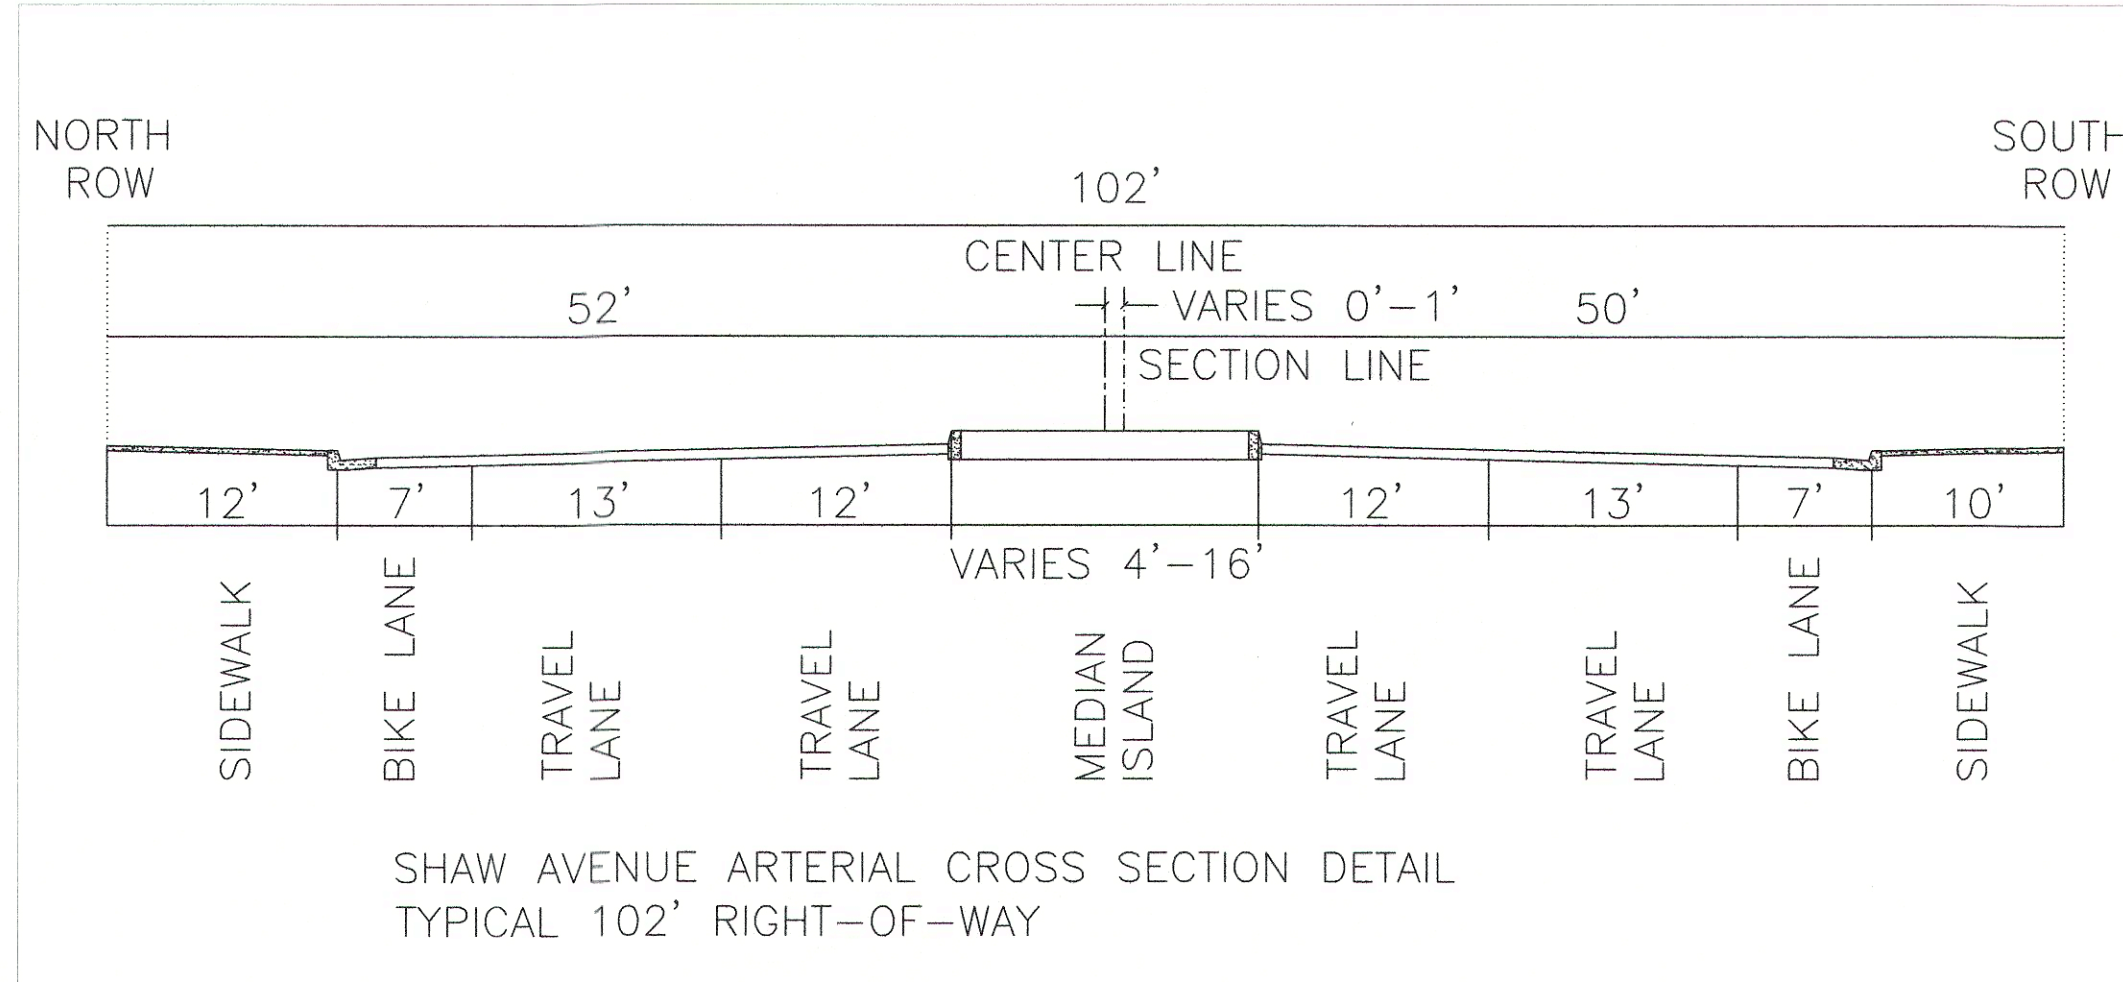 NORTH
ROW
SOUTH
ROW
102'
CENTER LINE
52'
VARIES 0'-1'
50'
SECTION LINE
12'
7'
13'
12'
12'
13'
7'
10'
VARIES 4'-16'
SIDEWALK
BIKE LANE
TRAVEL
LANE
TRAVEL
LANE
MEDIAN
ISLAND
TRAVEL
LANE
TRAVEL
LANE
BIKE LANE
SIDEWALK
SHAW AVENUE ARTERIAL CROSS SECTION DETAIL
TYPICAL 102' RIGHT-OF-WAY